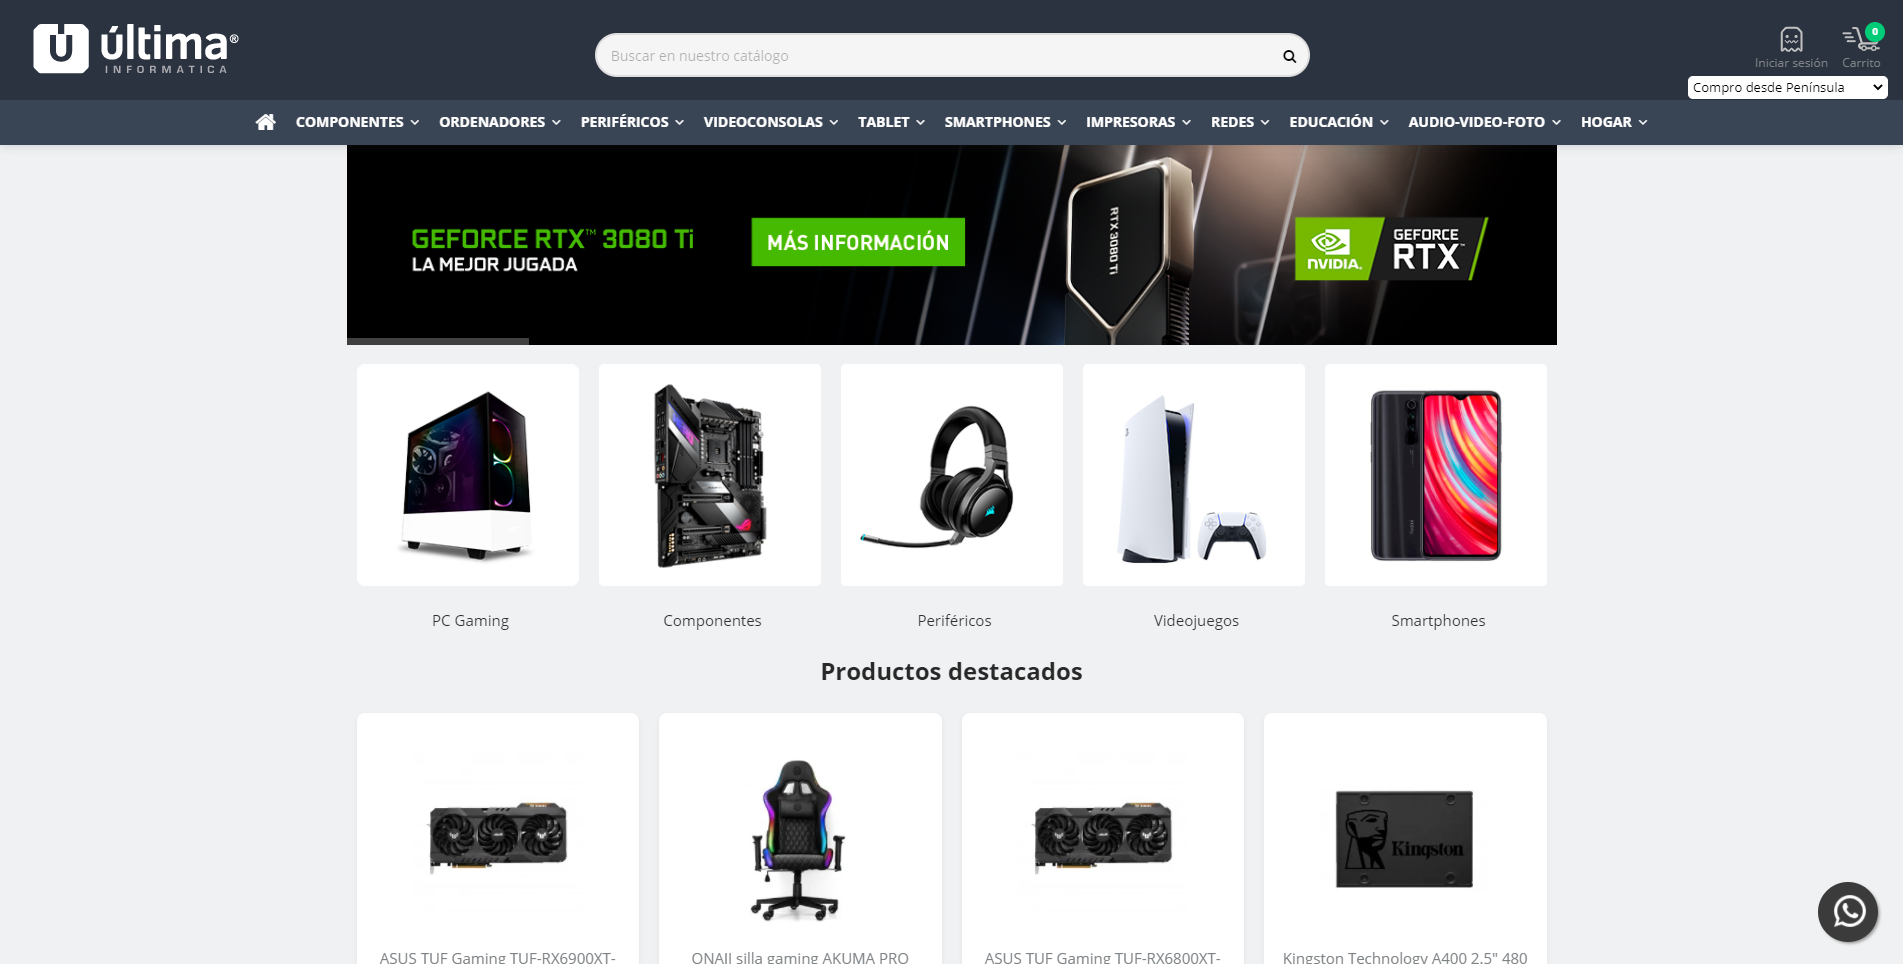 última®
INFORMATICA
Buscar en nuestro catálogo
0
Iniciar sesión
Carrito
Compro desde Península
COMPONENTES
ORDENADORES
PERIFÉRICOS
VIDEOCONSOLAS
TABLET
SMARTPHONES
IMPRESORAS
REDES
EDUCACIÓN
AUDIO-VIDEO-FOTO
HOGAR
GEFORCE RTX™ 3080 Ti
LA MEJOR JUGADA
MÁS INFORMACIÓN
RTX 3080 Ti
NVIDIA.
GEFORCE
RTX™
PC Gaming
Componentes
Periféricos
Videojuegos
Smartphones
Productos destacados
Kingston
ASUS TUF Gaming TUF-RX6900XT-
ONAJI silla gaming AKUMA PRO
ASUS TUF Gaming TUF-RX6800XT-
Kingston Technology A400 2.5" 480